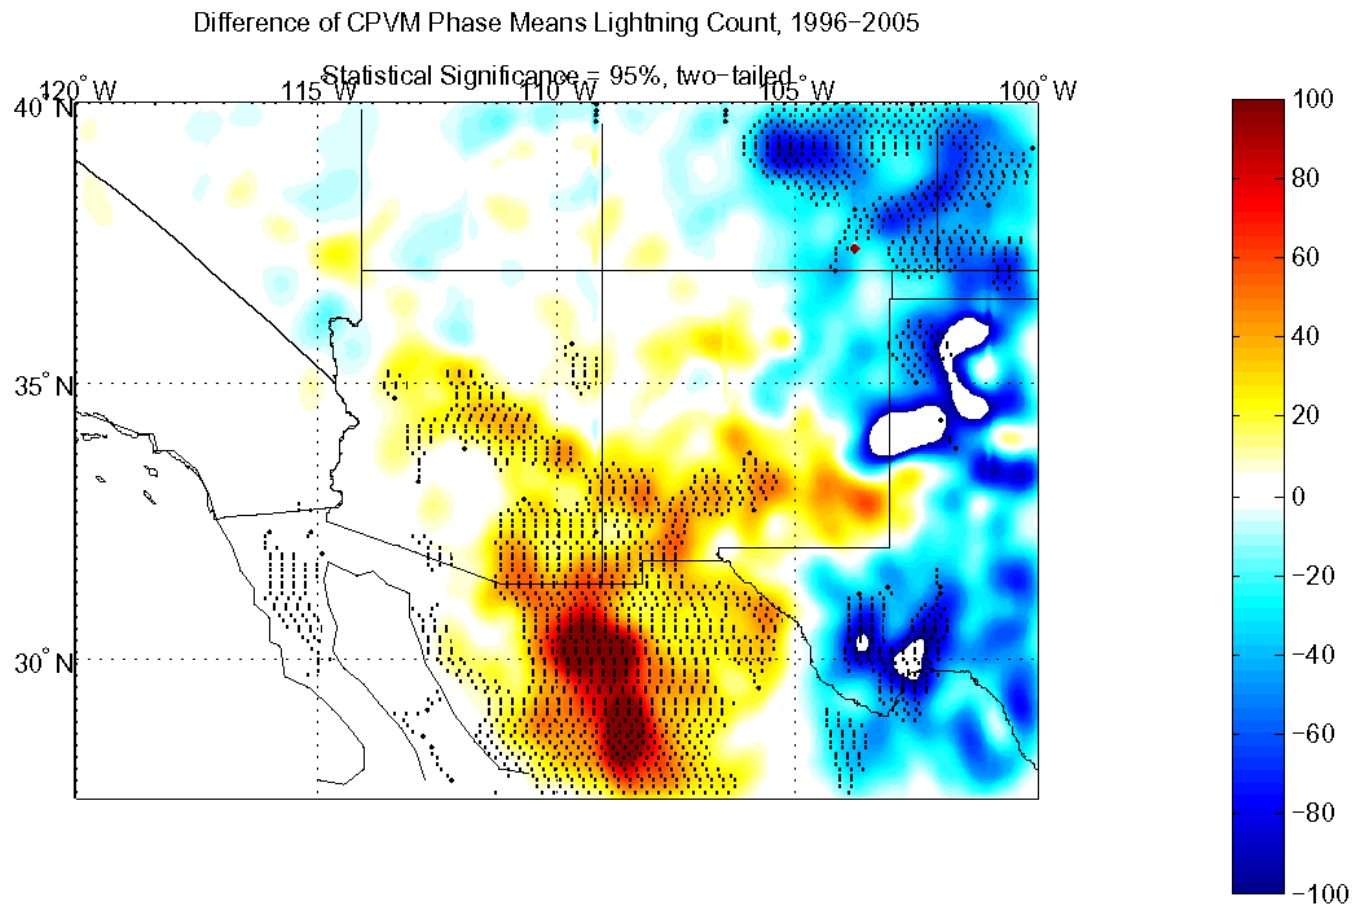 Difference of CPVM Phase Means Lightning Count, 1996−2005
Statistical Significance = 95%, two−tailed
120°W 115°W 110°W 105°W 100°W
40°N
35°N
30°N
100
80
60
40
20
0
−20
−40
−60
−80
−100